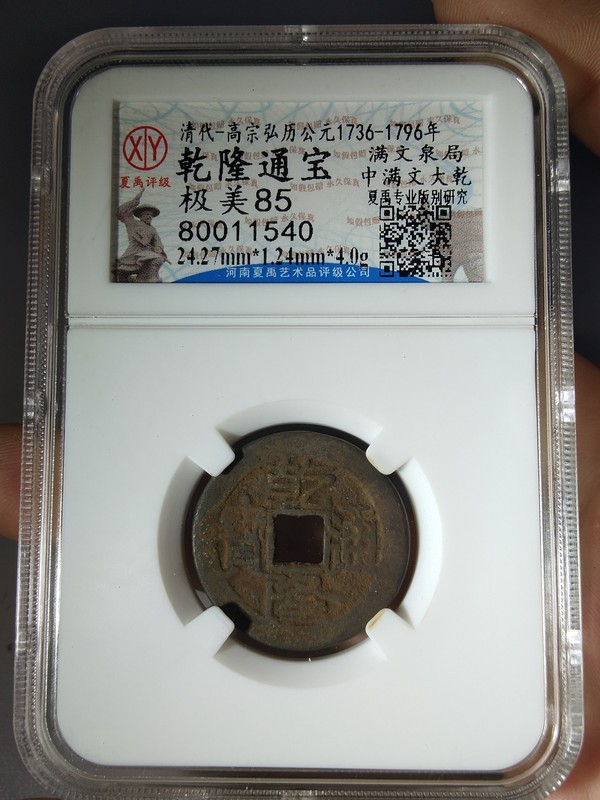 清代-高宗弘历公元1736-1796年
XY
夏禹评级
乾隆通宝
满文泉局
中满文大乾
极美85
夏禹专业版别研究
80011540
24.27mm*1.24mm*4.0g
河南夏禹艺术品评级公司
乾隆通寶